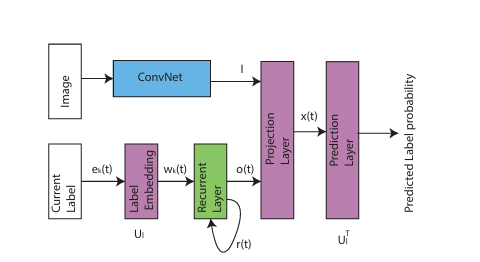 Image
ConvNet
I
Current
Label
eₖ(t)
Label
Embedding
Uₗ
wₖ(t)
Recurrent
Layer
o(t)
r(t)
Projection
Layer
x(t)
Prediction
Layer
Uₗᵀ
Predicted Label probability